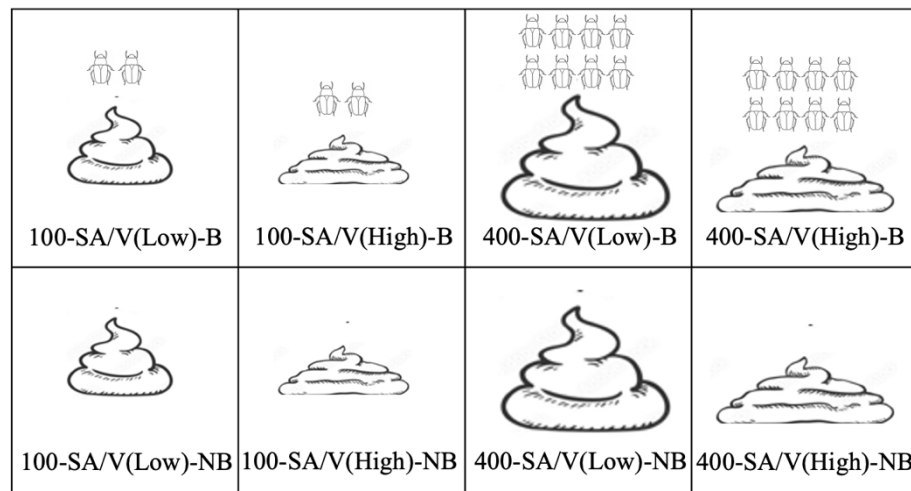 100-SA/V(Low)-B
100-SA/V(High)-B
400-SA/V(Low)-B
400-SA/V(High)-B
100-SA/V(Low)-NB
100-SA/V(High)-NB
400-SA/V(Low)-NB
400-SA/V(High)-NB